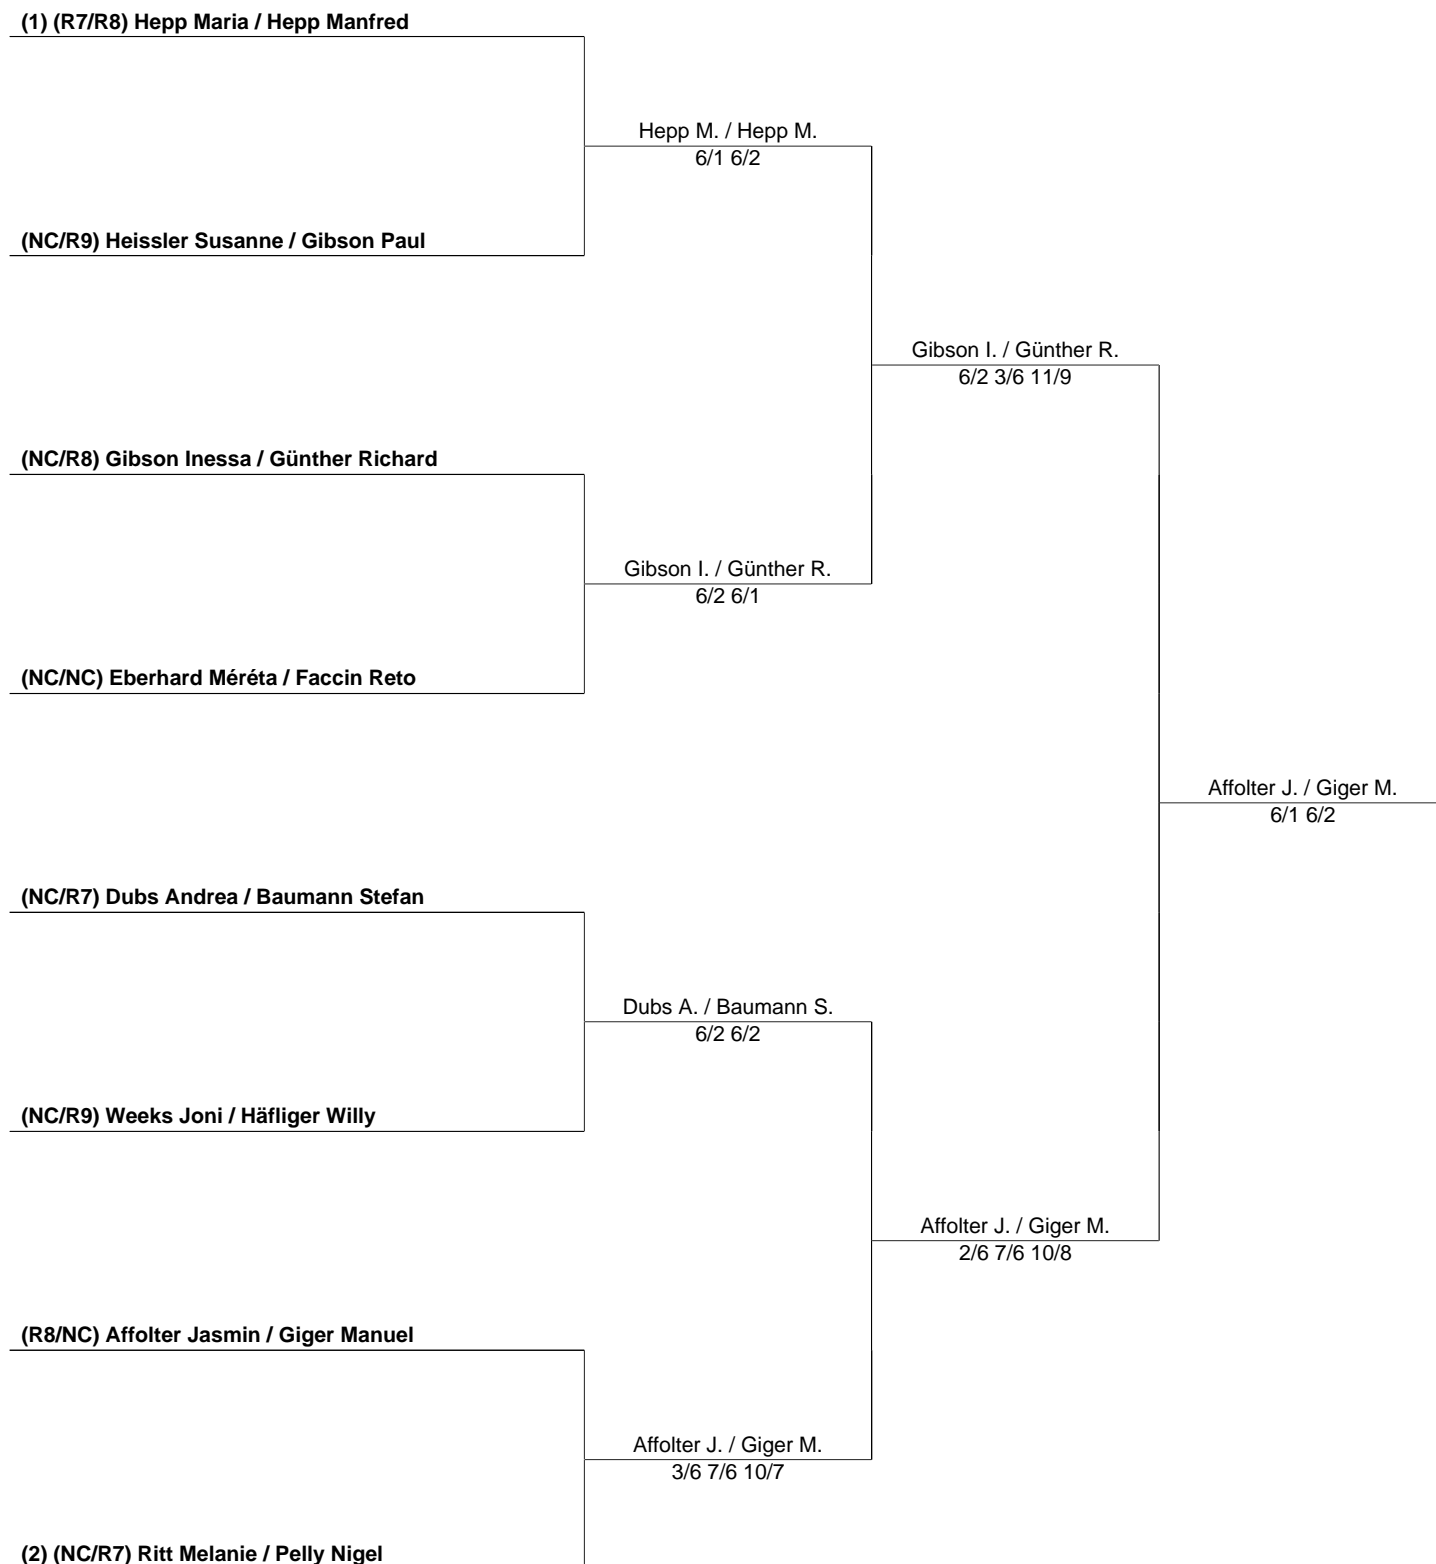 (1) (R7/R8) Hepp Maria / Hepp Manfred
Hepp M. / Hepp M.
6/1 6/2
(NC/R9) Heissler Susanne / Gibson Paul
Gibson I. / Günther R.
6/2 3/6 11/9
(NC/R8) Gibson Inessa / Günther Richard
Gibson I. / Günther R.
6/2 6/1
(NC/NC) Eberhard Méréta / Faccin Reto
Affolter J. / Giger M.
6/1 6/2
(NC/R7) Dubs Andrea / Baumann Stefan
Dubs A. / Baumann S.
6/2 6/2
(NC/R9) Weeks Joni / Häfliger Willy
Affolter J. / Giger M.
2/6 7/6 10/8
(R8/NC) Affolter Jasmin / Giger Manuel
Affolter J. / Giger M.
3/6 7/6 10/7
(2) (NC/R7) Ritt Melanie / Pelly Nigel